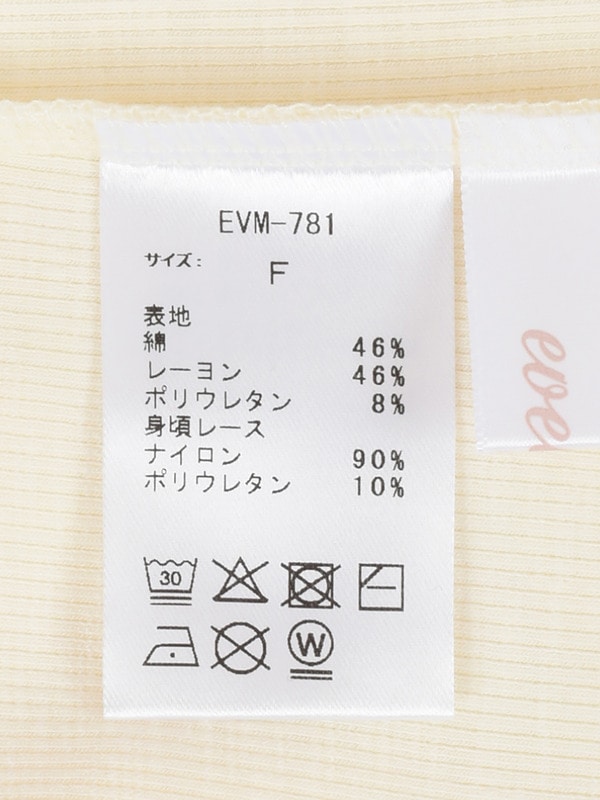 EVM-781
サイズ: F
表地
綿 46%
レーヨン 46%
ポリウレタン 8%
身頃レース
ナイロン 90%
ポリウレタン 10%
30
W